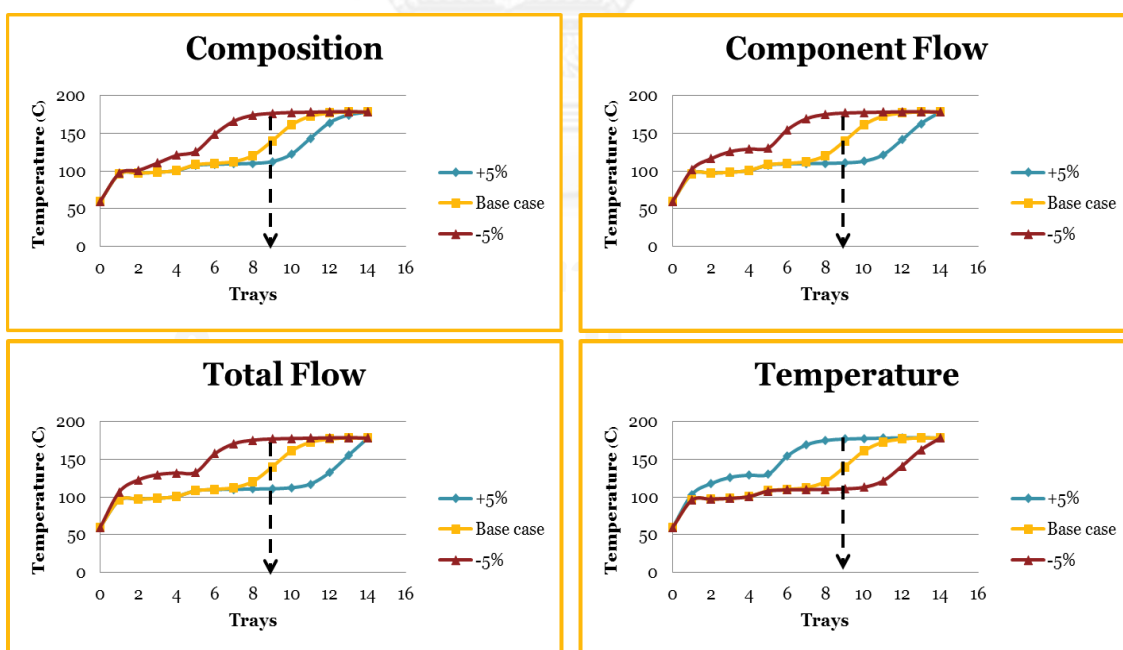 Composition
Temperature (C)
200
150
100
50
0
0 2 4 6 8 10 12 14 16
Trays
+5%
Base case
-5%
Component Flow
Temperature (C)
200
150
100
50
0
0 2 4 6 8 10 12 14 16
Trays
+5%
Base case
-5%
Total Flow
Temperature (C)
200
150
100
50
0
0 2 4 6 8 10 12 14 16
Trays
+5%
Base case
-5%
Temperature
Temperature (C)
200
150
100
50
0
0 2 4 6 8 10 12 14 16
Trays
+5%
Base case
-5%